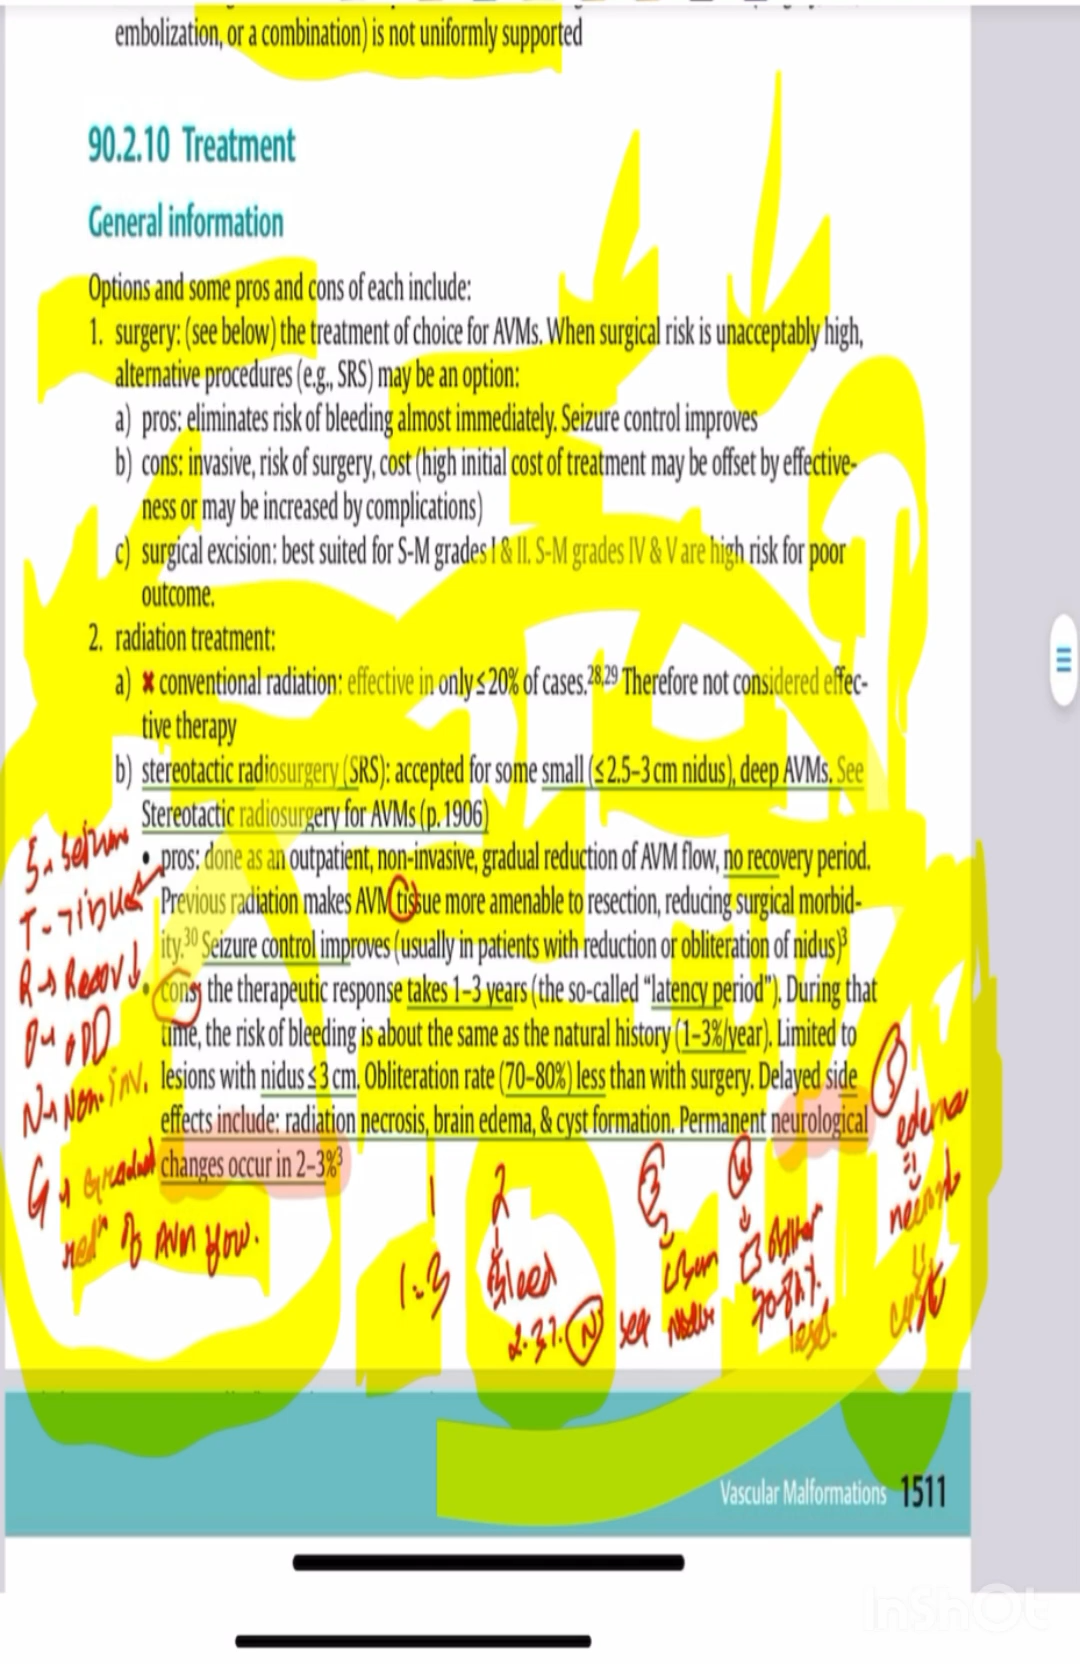 embolization, or a combination) is not uniformly supported
90.2.10 Treatment
General information
Options and some pros and cons of each include:
1. surgery: (see below) the treatment of choice for AVMs. When surgical risk is unacceptably high,
alternative procedures (e.g., SRS) may be an option:
a) pros: eliminates risk of bleeding almost immediately. Seizure control improves
b) cons: invasive, risk of surgery, cost (high initial cost of treatment may be offset by effective-
ness or may be increased by complications)
c) surgical excision: best suited for S-M grades I & II. S-M grades IV & V are high risk for poor
outcome.
2. radiation treatment:
a) ✖ conventional radiation: effective in only ≤ 20% of cases.28,29 Therefore not considered effec-
tive therapy
b) stereotactic radiosurgery (SRS): accepted for some small (≤ 2.5–3 cm nidus), deep AVMs. See
Stereotactic radiosurgery for AVMs (p. 1906)
• pros: done as an outpatient, non-invasive, gradual reduction of AVM flow, no recovery period.
Previous radiation makes AVM tissue more amenable to resection, reducing surgical morbid-
ity.30 Seizure control improves (usually in patients with reduction or obliteration of nidus)3
• cons: the therapeutic response takes 1–3 years (the so-called “latency period”). During that
time, the risk of bleeding is about the same as the natural history (1–3%/year). Limited to
lesions with nidus ≤ 3 cm. Obliteration rate (70–80%) less than with surgery. Delayed side
effects include: radiation necrosis, brain edema, & cyst formation. Permanent neurological
changes occur in 2–3%3
S. Seizure
T - Tissue
R →
O
N → Non. inv.
G → Gradual
redn of AVM flow.
1
1-3
2
Bleed
N
3
4
less.
5
edema
cyst
Vascular Malformations 1511
InShOt